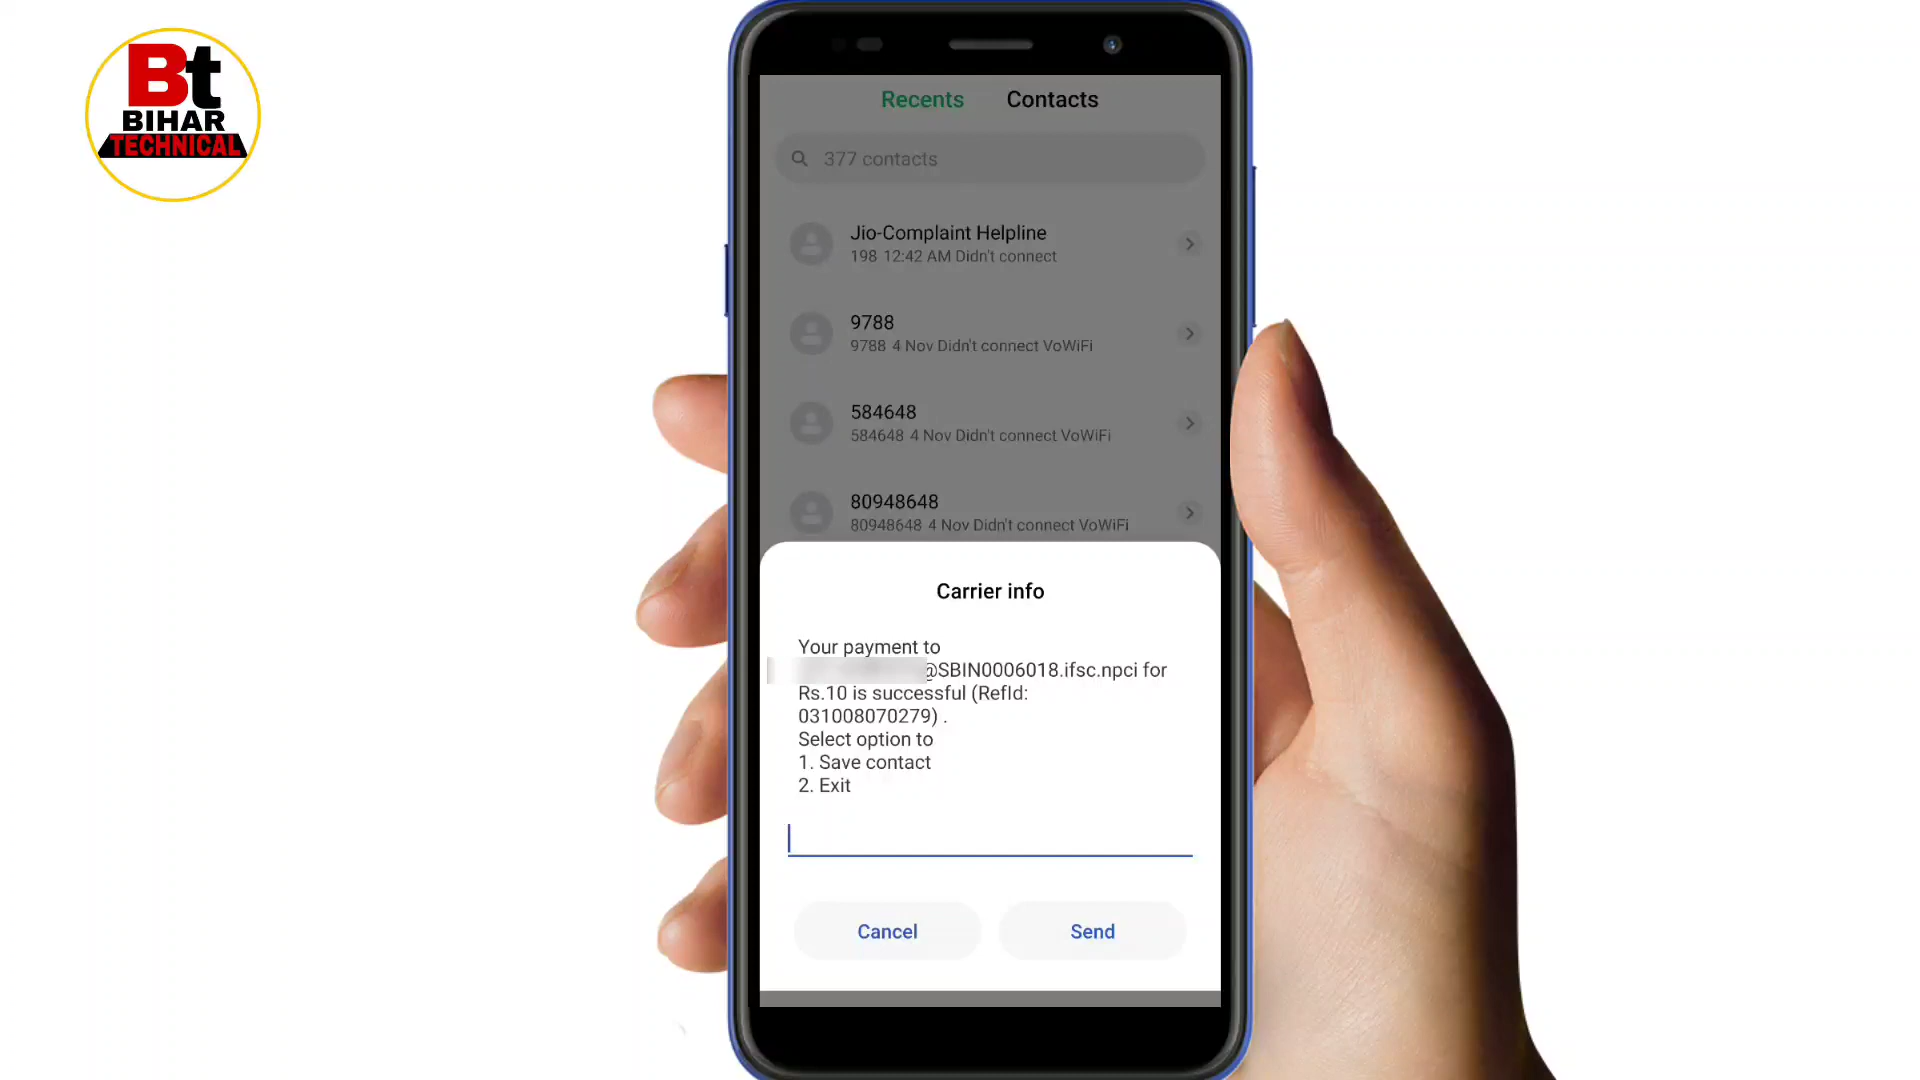 Bt
BIHAR
TECHNICAL
Recents Contacts
377 contacts
Jio-Complaint Helpline
198 12:42 AM Didn't connect
9788
9788 4 Nov Didn't connect VoWiFi
584648
584648 4 Nov Didn't connect VoWiFi
80948648
80948648 4 Nov Didn't connect VoWiFi
Carrier info
Your payment to
@SBIN0006018.ifsc.npci for
Rs.10 is successful (RefId:
031008070279) .
Select option to
1. Save contact
2. Exit
Cancel Send